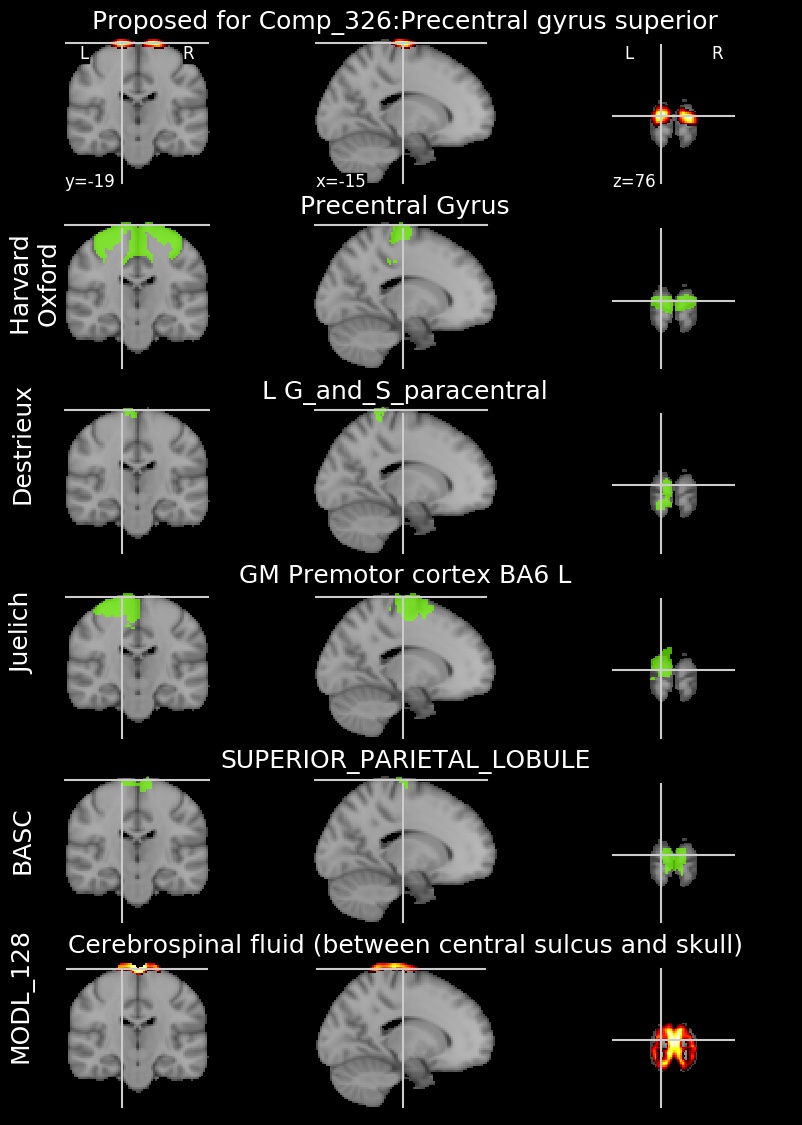 Proposed for Comp_326:Precentral gyrus superior
L R
L R
y=-19
x=-15
z=76
Precentral Gyrus
Harvard
Oxford
L G_and_S_paracentral
Destrieux
GM Premotor cortex BA6 L
Juelich
SUPERIOR_PARIETAL_LOBULE
BASC
Cerebrospinal fluid (between central sulcus and skull)
MODL_128